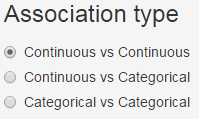 Association type
Continuous vs Continuous
Continuous vs Categorical
Categorical vs Categorical